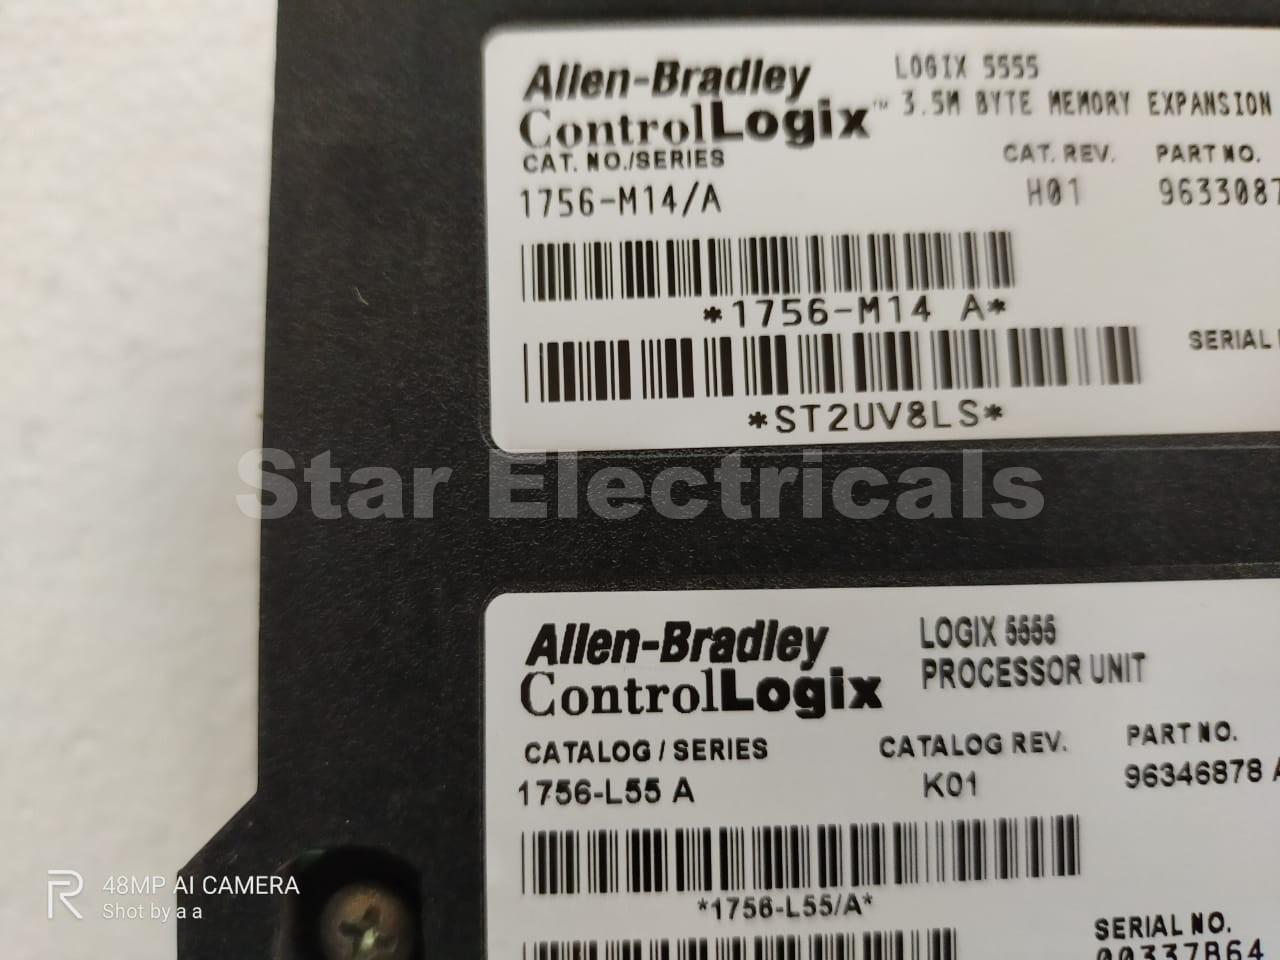 Allen-Bradley LOGIX 5555
ControlLogix™ 3.5M BYTE MEMORY EXPANSION
CAT. NO./SERIES CAT. REV. PART NO.
1756-M14/A H01 9633087
*1756-M14 A*
SERIAL
*ST2UV8LS*
Star Electricals
Allen-Bradley LOGIX 5555
ControlLogix PROCESSOR UNIT
CATALOG / SERIES CATALOG REV. PART NO.
1756-L55 A K01 96346878 A
*1756-L55/A*
SERIAL NO.
48MP AI CAMERA
Shot by a a